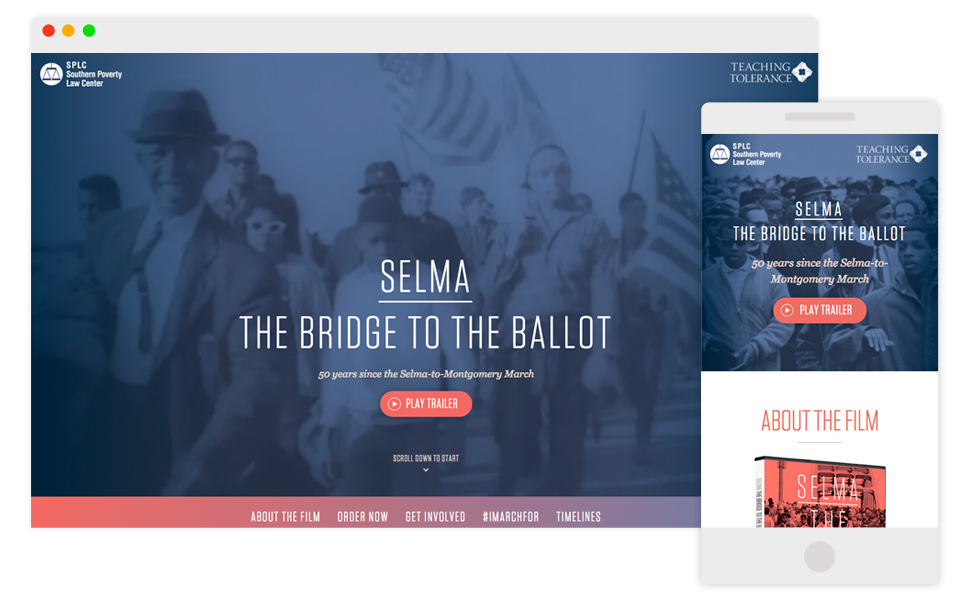 SPLC
Southern Poverty
Law Center
TEACHING
TOLERANCE
SELMA
THE BRIDGE TO THE BALLOT
50 years since the Selma-to-Montgomery March
PLAY TRAILER
SCROLL DOWN TO START
ABOUT THE FILM ORDER NOW GET INVOLVED #IMARCHFOR TIMELINES
SPLC
Southern Poverty
Law Center
TEACHING
TOLERANCE
SELMA
THE BRIDGE TO THE BALLOT
50 years since the Selma-to-
Montgomery March
PLAY TRAILER
ABOUT THE FILM
SELMA
THE